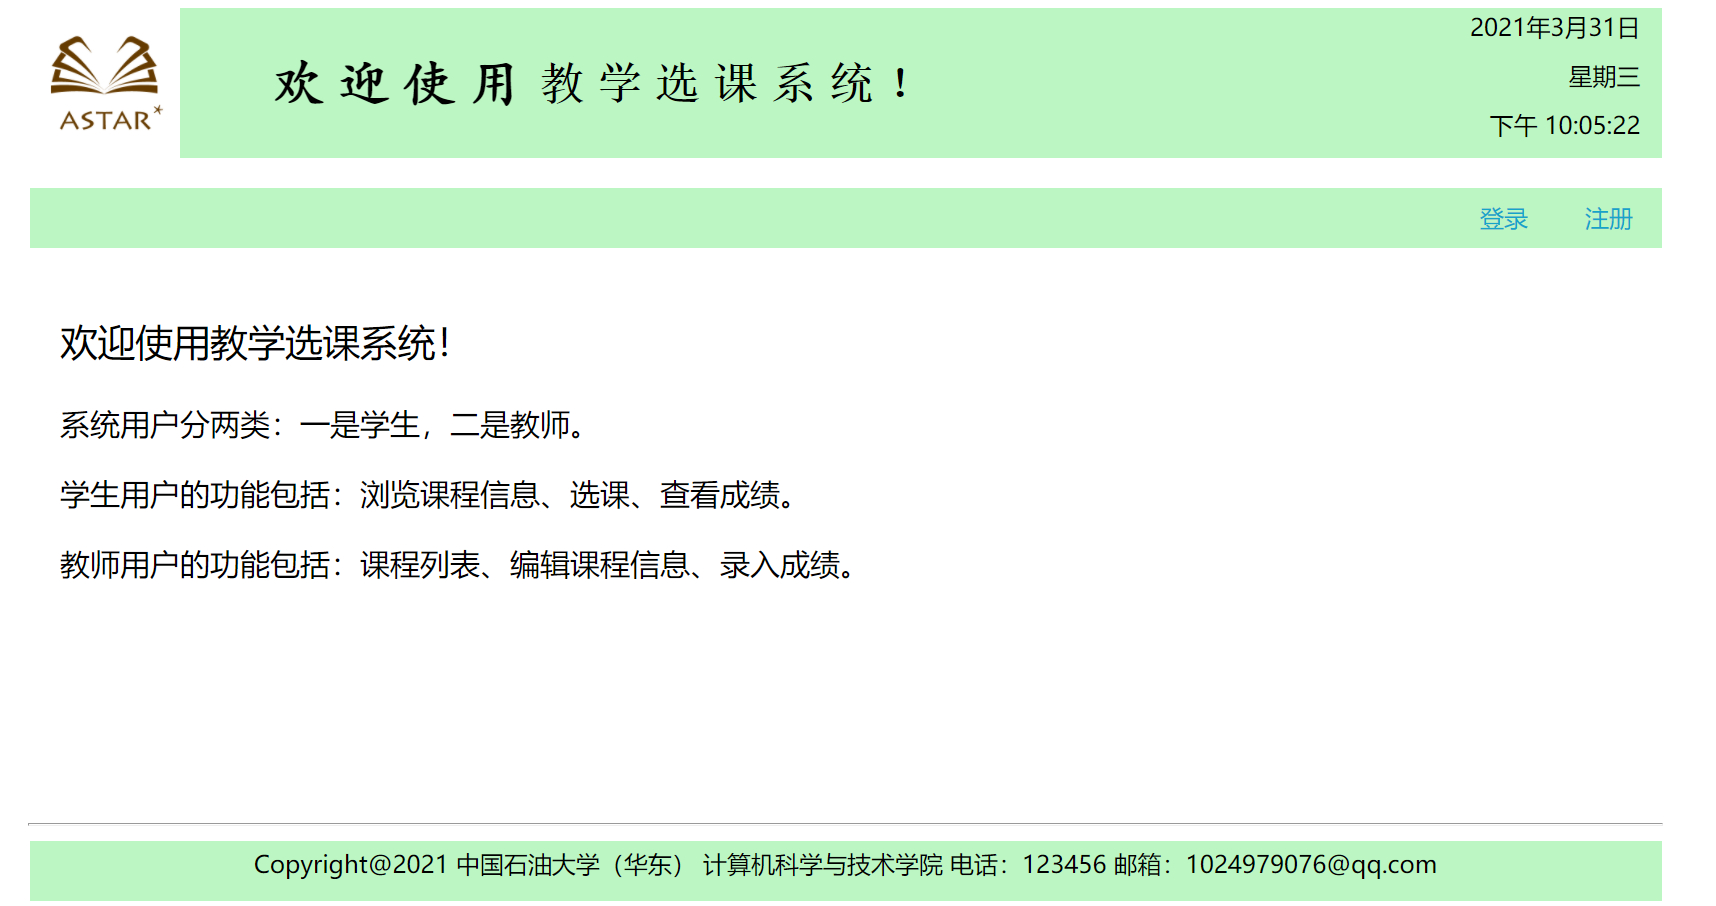 ASTAR*
欢迎使用教学选课系统!
2021年3月31日
星期三
下午 10:05:22
登录 注册
欢迎使用教学选课系统!
系统用户分两类：一是学生，二是教师。
学生用户的功能包括：浏览课程信息、选课、查看成绩。
教师用户的功能包括：课程列表、编辑课程信息、录入成绩。
Copyright@2021 中国石油大学（华东） 计算机科学与技术学院 电话：123456 邮箱：1024979076@qq.com